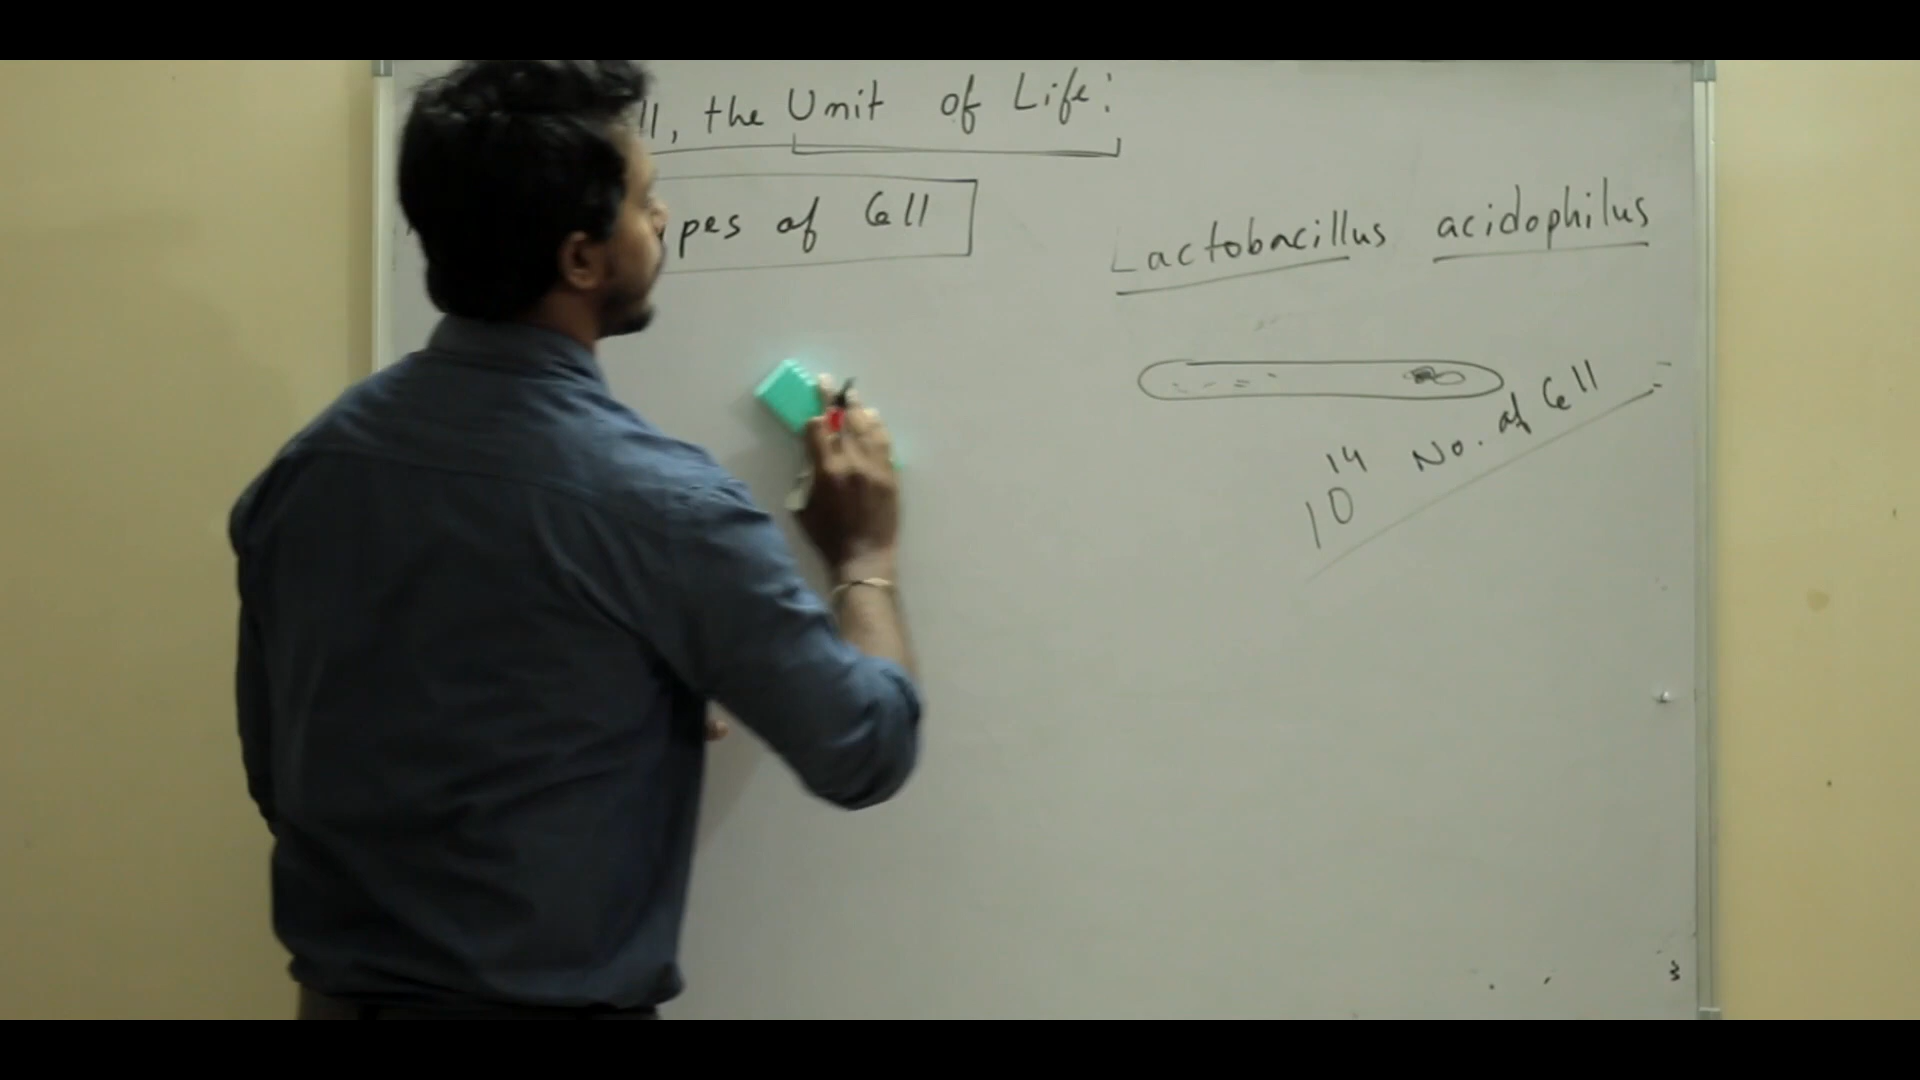 ll, the Unit of Life:
pes of Cell
Lactobacillus acidophilus
10^14 No. of Cell